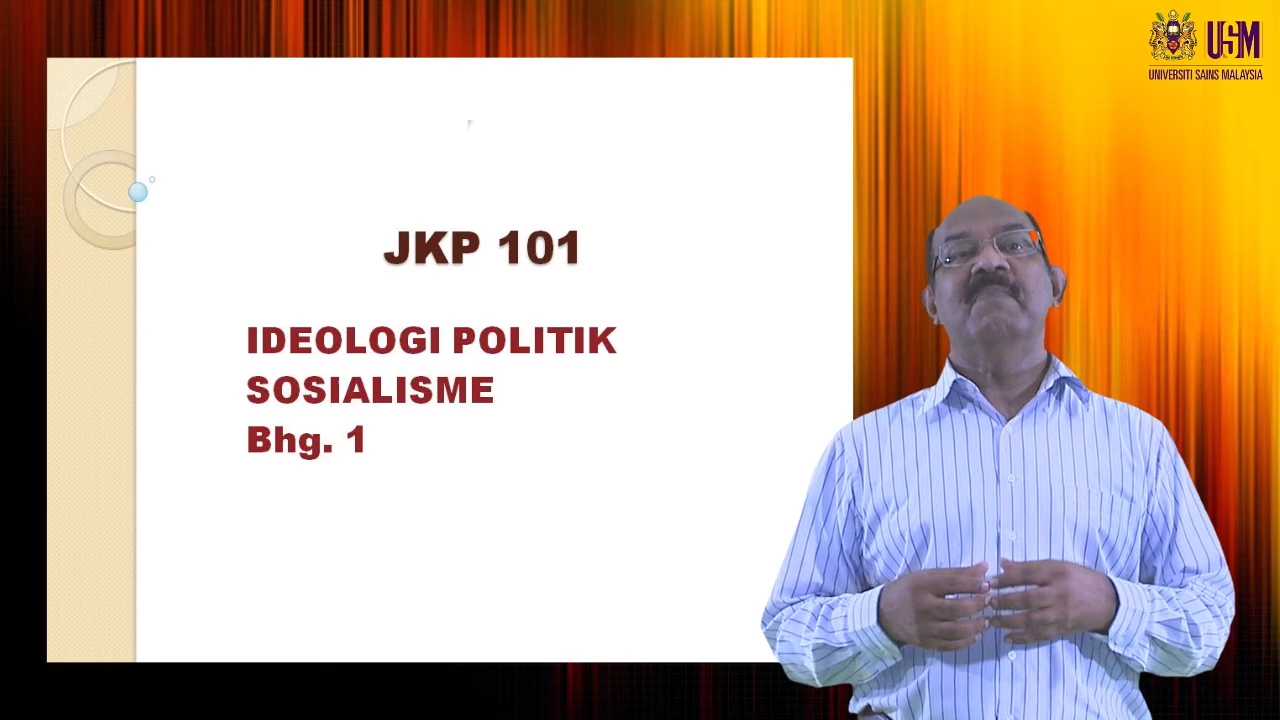 USM
UNIVERSITI SAINS MALAYSIA
JKP 101
IDEOLOGI POLITIK
SOSIALISME
Bhg. 1